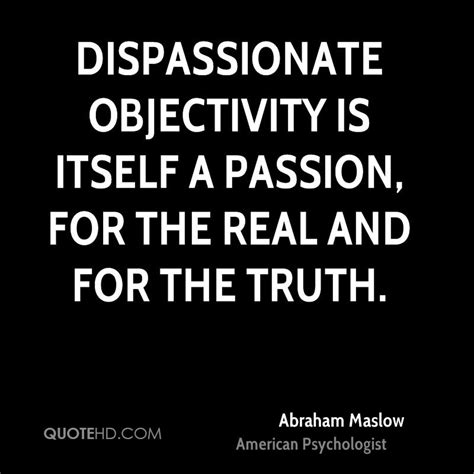 DISPASSIONATE
OBJECTIVITY IS
ITSELF A PASSION,
FOR THE REAL AND
FOR THE TRUTH.
Abraham Maslow
QUOTEHD.COM
American Psychologist